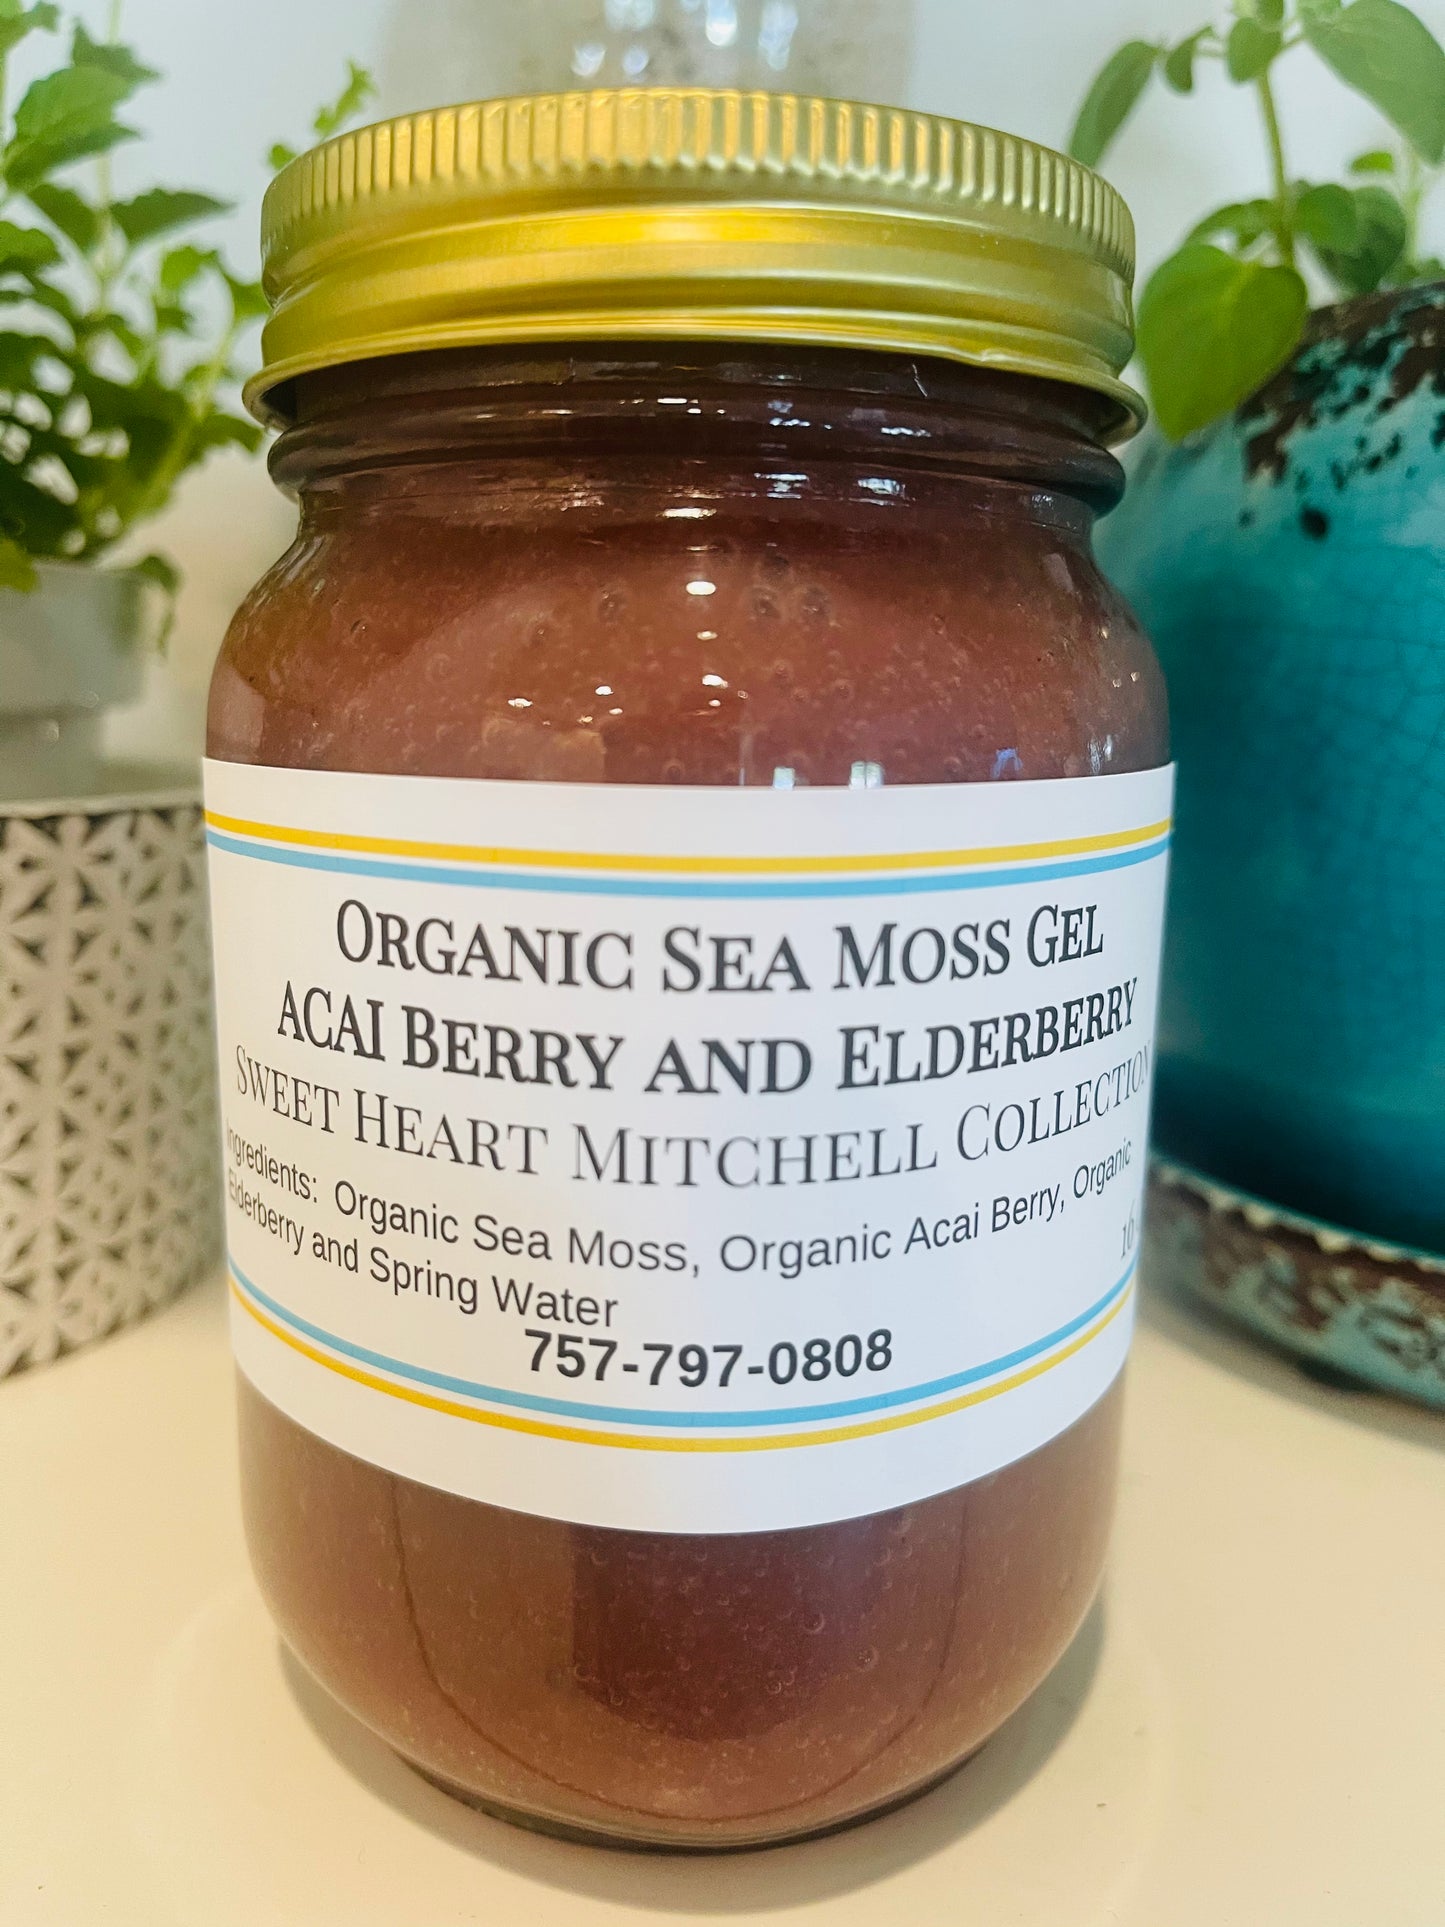 ORGANIC SEA MOSS GEL
ACAI BERRY AND ELDERBERRY
SWEET HEART MITCHELL COLLECTION
Ingredients: Organic Sea Moss, Organic Acai Berry, Organic
Elderberry and Spring Water
16
757-797-0808